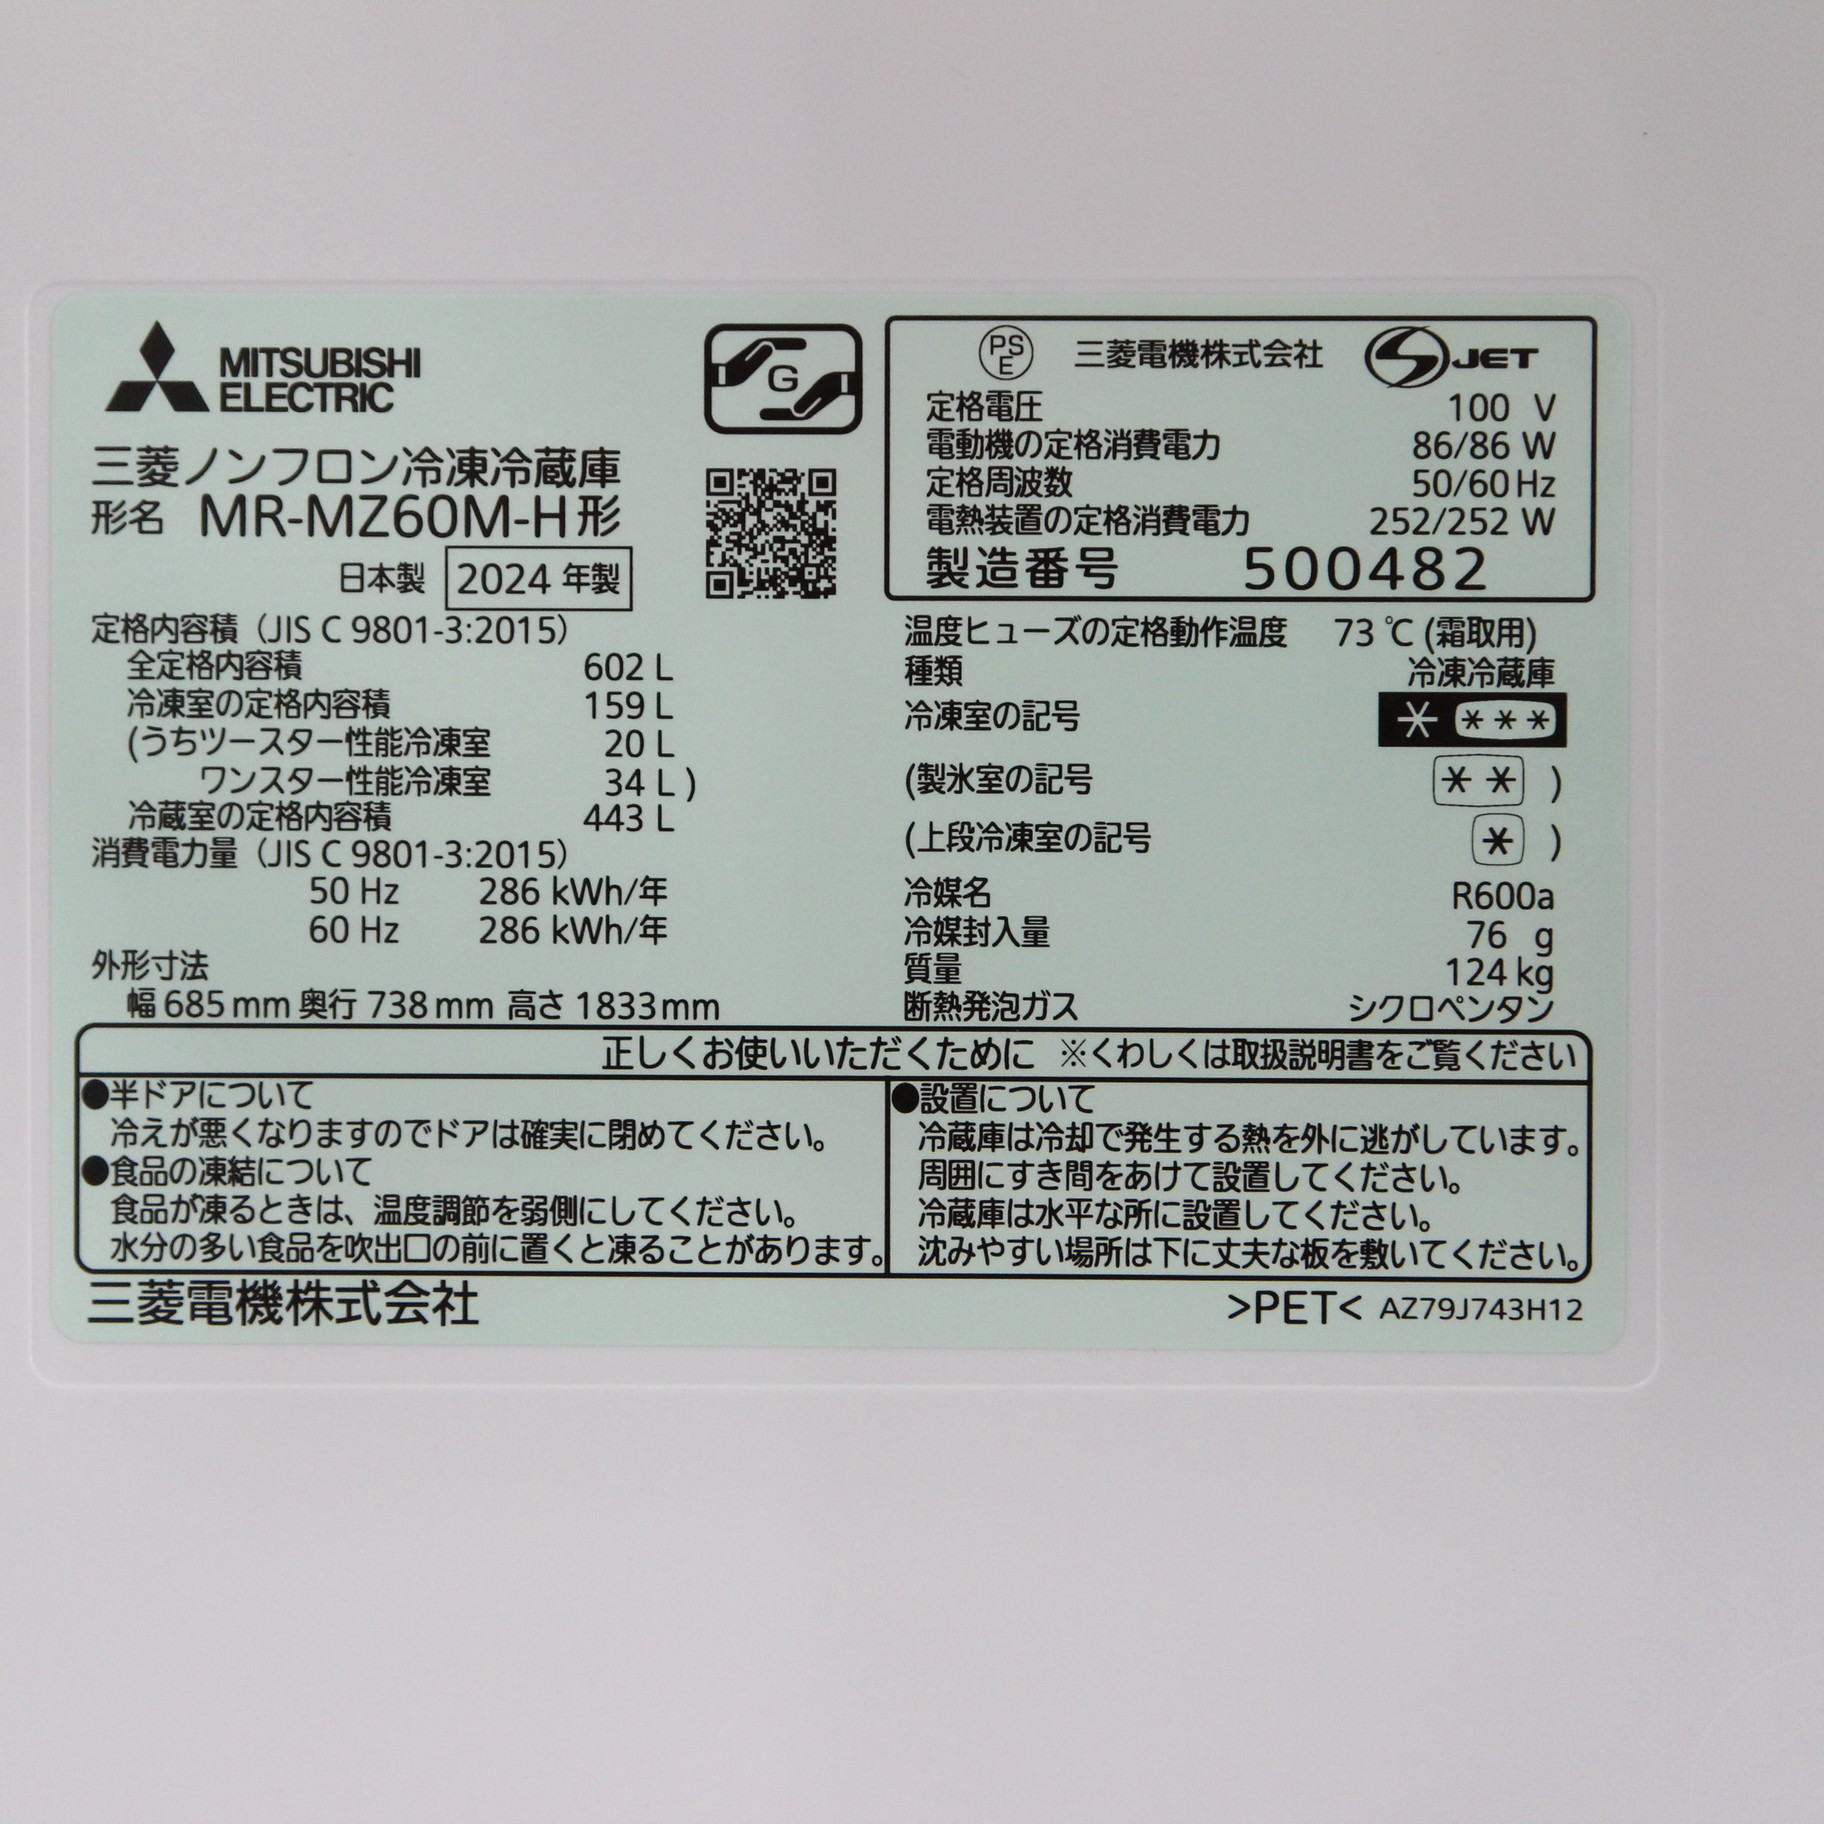 MITSUBISHI
ELECTRIC
G
三菱ノンフロン冷凍冷蔵庫
形名 MR-MZ60M-H形
日本製 2024 年製
PS
E
三菱電機株式会社
S JET
定格電圧 100 V
電動機の定格消費電力 86/86 W
定格周波数 50/60 Hz
電熱装置の定格消費電力 252/252 W
製造番号 500482
定格内容積（JIS C 9801-3:2015）
全定格内容積 602 L
冷凍室の定格内容積 159 L
(うちツースター性能冷凍室 20 L
ワンスター性能冷凍室 34 L )
冷蔵室の定格内容積 443 L
消費電力量（JIS C 9801-3:2015）
50 Hz 286 kWh/年
60 Hz 286 kWh/年
外形寸法
幅 685 mm 奥行 738 mm 高さ 1833 mm
温度ヒューズの定格動作温度 73 ℃ (霜取用)
種類 冷凍冷蔵庫
冷凍室の記号 * ***
(製氷室の記号 ** )
(上段冷凍室の記号 * )
冷媒名 R600a
冷媒封入量 76 g
質量 124 kg
断熱発泡ガス シクロペンタン
正しくお使いいただくために ※くわしくは取扱説明書をご覧ください
●半ドアについて
冷えが悪くなりますのでドアは確実に閉めてください。
●食品の凍結について
食品が凍るときは、温度調節を弱側にしてください。
水分の多い食品を吹出口の前に置くと凍ることがあります。
●設置について
冷蔵庫は冷却で発生する熱を外に逃がしています。
周囲にすき間をあけて設置してください。
冷蔵庫は水平な所に設置してください。
沈みやすい場所は下に丈夫な板を敷いてください。
三菱電機株式会社
>PET< AZ79J743H12